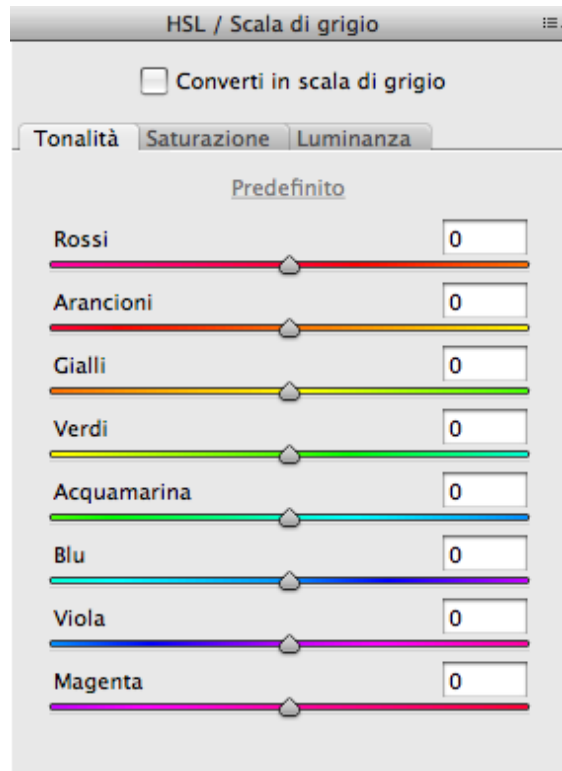 HSL / Scala di grigio
Converti in scala di grigio
Tonalità Saturazione Luminanza
Predefinito
Rossi 0
Arancioni 0
Gialli 0
Verdi 0
Acquamarina 0
Blu 0
Viola 0
Magenta 0